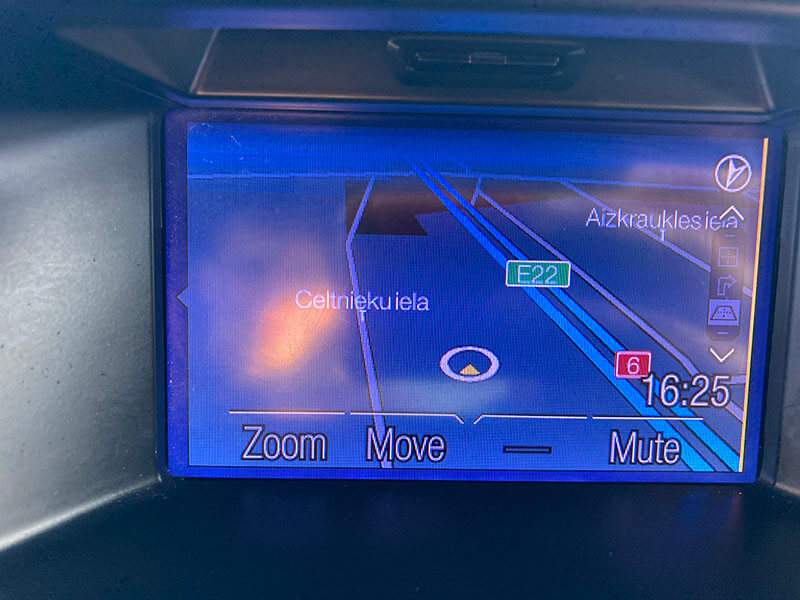 Aizkraukles iela
E22
Celtnieku iela
6
16:25
Zoom Move Mute